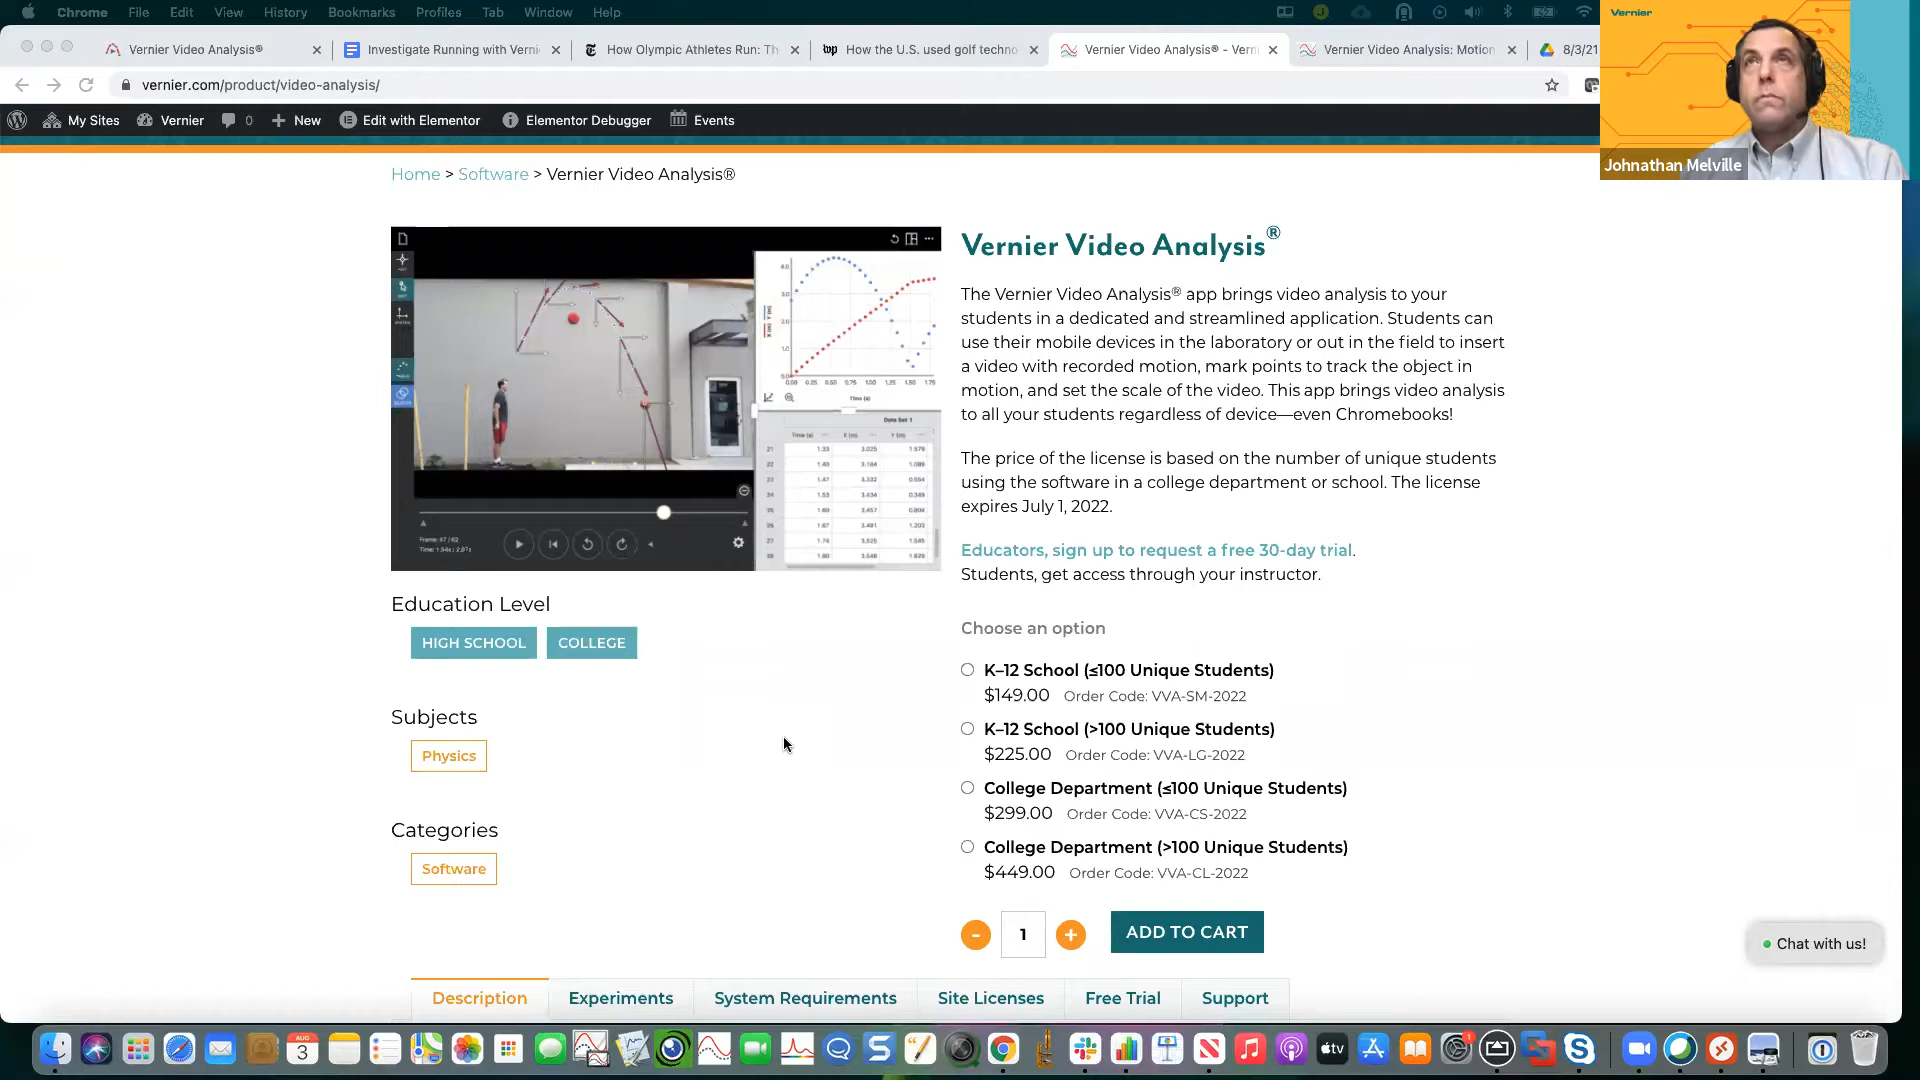 Chrome File Edit View History Bookmarks Profiles Tab Window Help
Vernier
Vernier Video Analysis®
Investigate Running with Verni
How Olympic Athletes Run: Th
How the U.S. used golf techno
Vernier Video Analysis® - Vern
Vernier Video Analysis: Motion
8/3/21
vernier.com/product/video-analysis/
My Sites Vernier 0 New Edit with Elementor Elementor Debugger Events
Johnathan Melville
Home > Software > Vernier Video Analysis®
Vernier Video Analysis®
The Vernier Video Analysis® app brings video analysis to your
students in a dedicated and streamlined application. Students can
use their mobile devices in the laboratory or out in the field to insert
a video with recorded motion, mark points to track the object in
motion, and set the scale of the video. This app brings video analysis
to all your students regardless of device—even Chromebooks!
The price of the license is based on the number of unique students
using the software in a college department or school. The license
expires July 1, 2022.
Educators, sign up to request a free 30-day trial.
Students, get access through your instructor.
Time (s)
Data Set 1
Time (s) X (m) Y (m)
Education Level
HIGH SCHOOL COLLEGE
Subjects
Physics
Categories
Software
Choose an option
K–12 School (≤100 Unique Students)
$149.00 Order Code: VVA-SM-2022
K–12 School (>100 Unique Students)
$225.00 Order Code: VVA-LG-2022
College Department (≤100 Unique Students)
$299.00 Order Code: VVA-CS-2022
College Department (>100 Unique Students)
$449.00 Order Code: VVA-CL-2022
- 1 +
ADD TO CART
Chat with us!
Description Experiments System Requirements Site Licenses Free Trial Support
AUG
3
tv